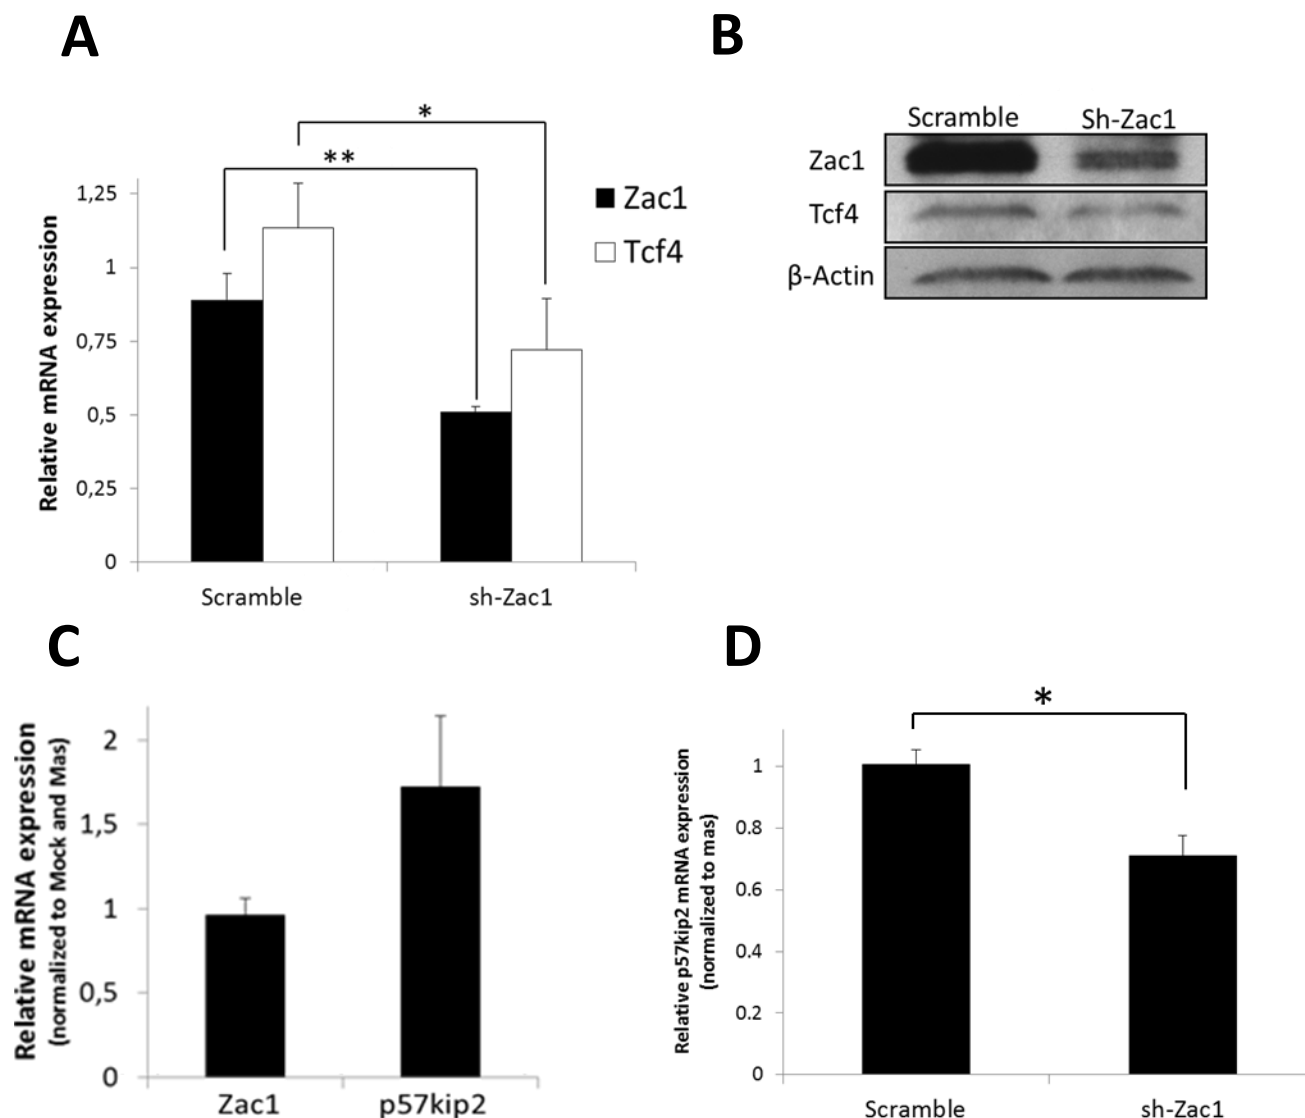 A
B
*
**
1,25
1
0,75
0,5
0,25
0
Relative mRNA expression
Zac1
Tcf4
Scramble
sh-Zac1
Scramble
Sh-Zac1
Zac1
Tcf4
β-Actin
C
D
2
1,5
1
0,5
0
Relative mRNA expression
(normalized to Mock and Mas)
Zac1
p57kip2
*
1
0.8
0.6
0.4
0.2
0
Relative p57kip2 mRNA expression
(normalized to mas)
Scramble
sh-Zac1